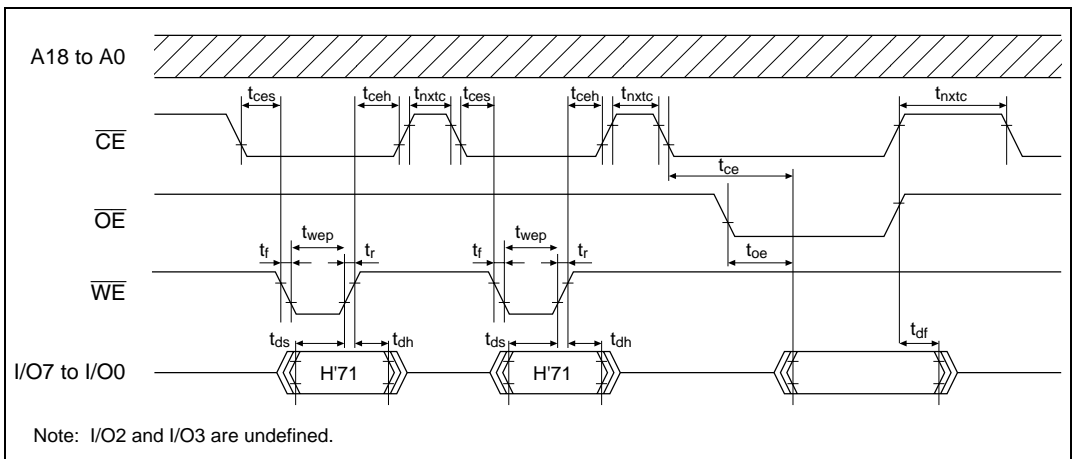 A18 to A0
tces tceh tnxtc tces tceh tnxtc tnxtc
CE
tce
OE
twep twep
tf tr tf tr toe
WE
tds tdh tds tdh tdf
I/O7 to I/O0 H'71 H'71
Note: I/O2 and I/O3 are undefined.